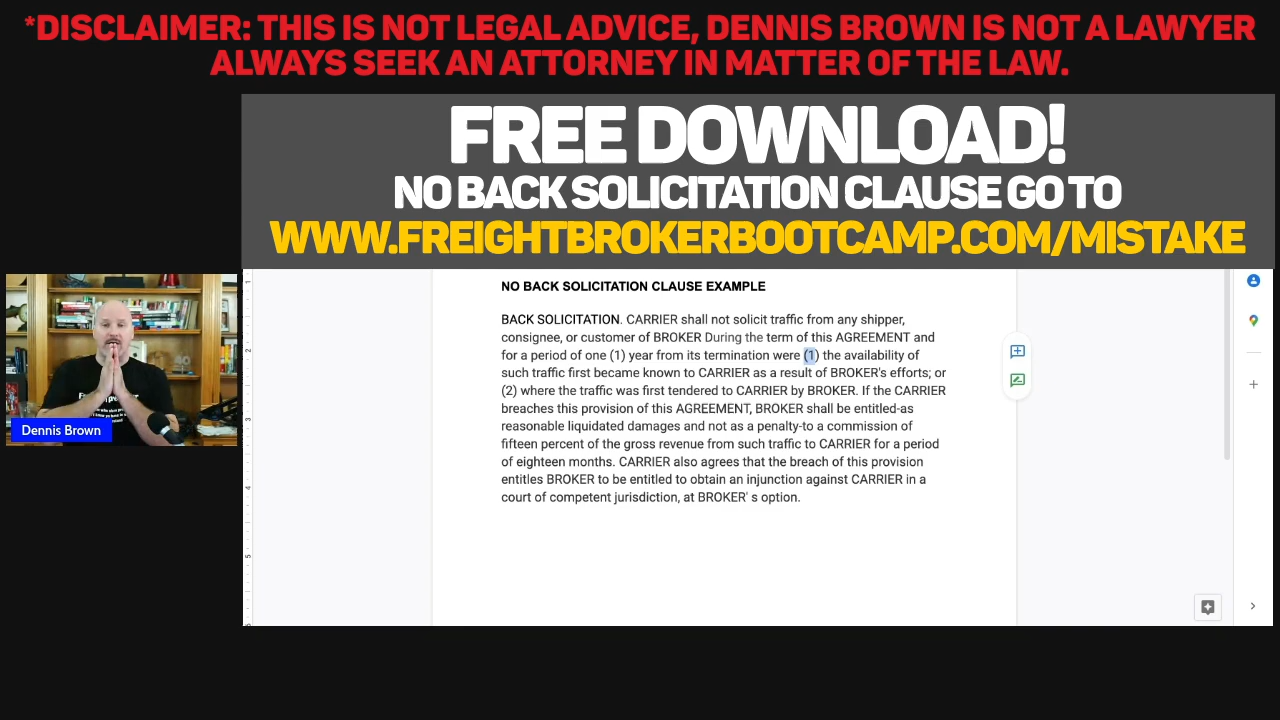 *DISCLAIMER: THIS IS NOT LEGAL ADVICE, DENNIS BROWN IS NOT A LAWYER
ALWAYS SEEK AN ATTORNEY IN MATTER OF THE LAW.
FREE DOWNLOAD!
NO BACK SOLICITATION CLAUSE GO TO
WWW.FREIGHTBROKERBOOTCAMP.COM/MISTAKE
NO BACK SOLICITATION CLAUSE EXAMPLE
BACK SOLICITATION. CARRIER shall not solicit traffic from any shipper,
consignee, or customer of BROKER During the term of this AGREEMENT and
for a period of one (1) year from its termination were (1) the availability of
such traffic first became known to CARRIER as a result of BROKER's efforts; or
(2) where the traffic was first tendered to CARRIER by BROKER. If the CARRIER
breaches this provision of this AGREEMENT, BROKER shall be entitled-as
reasonable liquidated damages and not as a penalty-to a commission of
fifteen percent of the gross revenue from such traffic to CARRIER for a period
of eighteen months. CARRIER also agrees that the breach of this provision
entitles BROKER to be entitled to obtain an injunction against CARRIER in a
court of competent jurisdiction, at BROKER' s option.
Dennis Brown
1
2
3
4
5